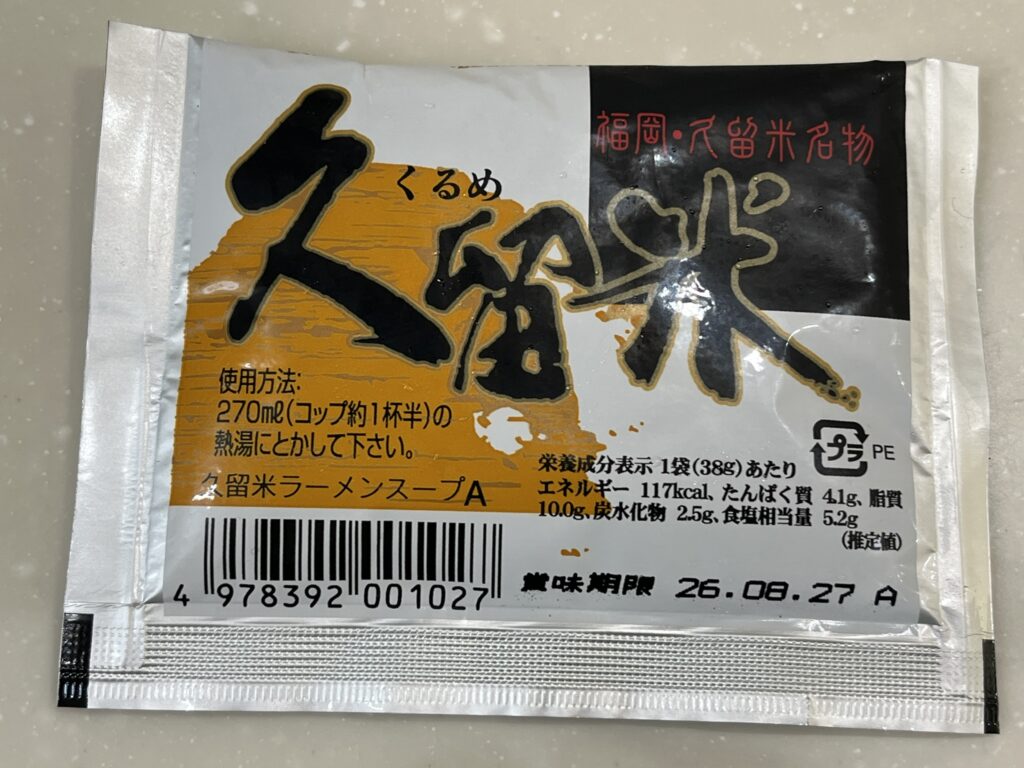 福岡・久留米名物
くるめ
久留米
使用方法:
270mℓ(コップ約1杯半)の
熱湯にとかして下さい。
久留米ラーメンスープA
プラ PE
栄養成分表示 1袋(38g)あたり
エネルギー 117kcal、たんぱく質 4.1g、脂質
10.0g、炭水化物 2.5g、食塩相当量 5.2g
(推定値)
4 978392 001027
賞味期限 26.08.27 A